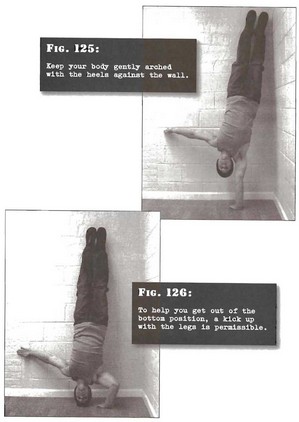 Fig. 125:
Keep your body gently arched
with the heels against the wall.
Fig. 126:
To help you get out of the
bottom position, a kick up
with the legs is permissible.